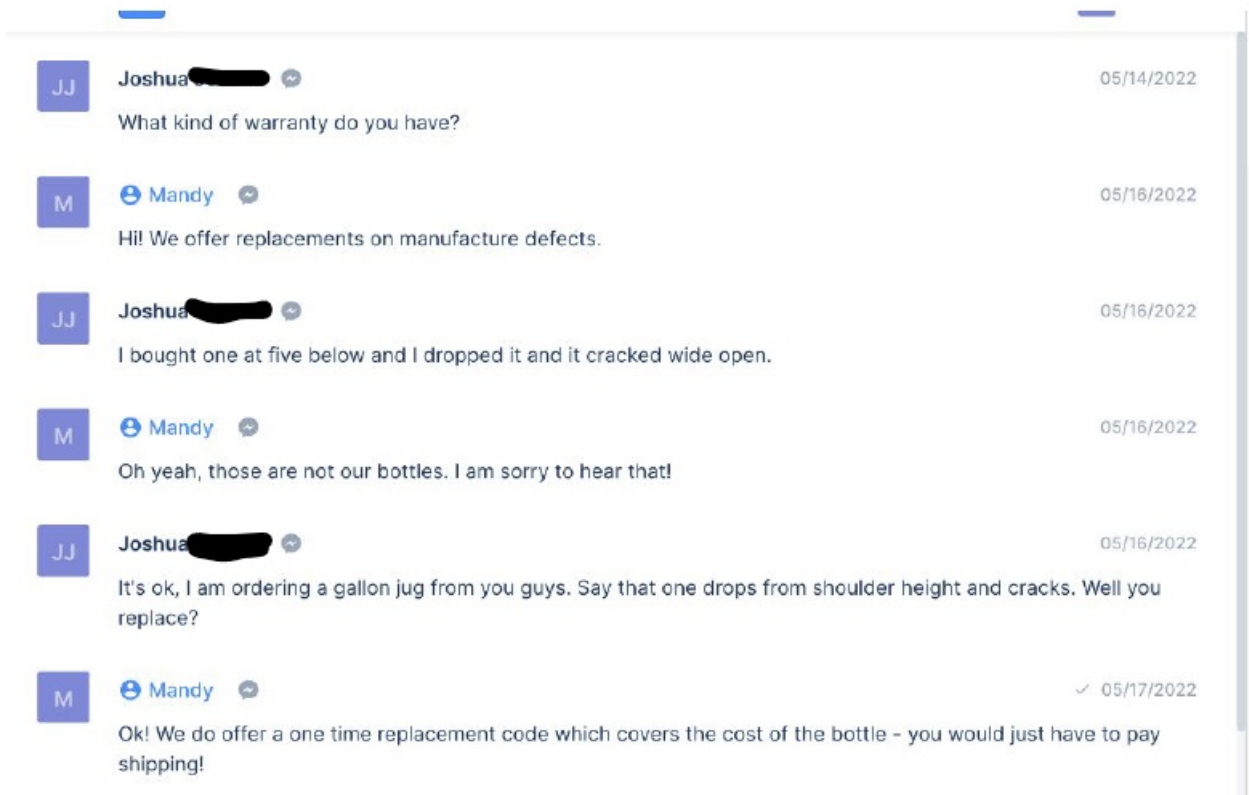 JJ
Joshua
05/14/2022
What kind of warranty do you have?
M
Mandy
05/16/2022
Hi! We offer replacements on manufacture defects.
JJ
Joshua
05/16/2022
I bought one at five below and I dropped it and it cracked wide open.
M
Mandy
05/16/2022
Oh yeah, those are not our bottles. I am sorry to hear that!
JJ
Joshua
05/16/2022
It's ok, I am ordering a gallon jug from you guys. Say that one drops from shoulder height and cracks. Well you
replace?
M
Mandy
05/17/2022
Ok! We do offer a one time replacement code which covers the cost of the bottle - you would just have to pay
shipping!